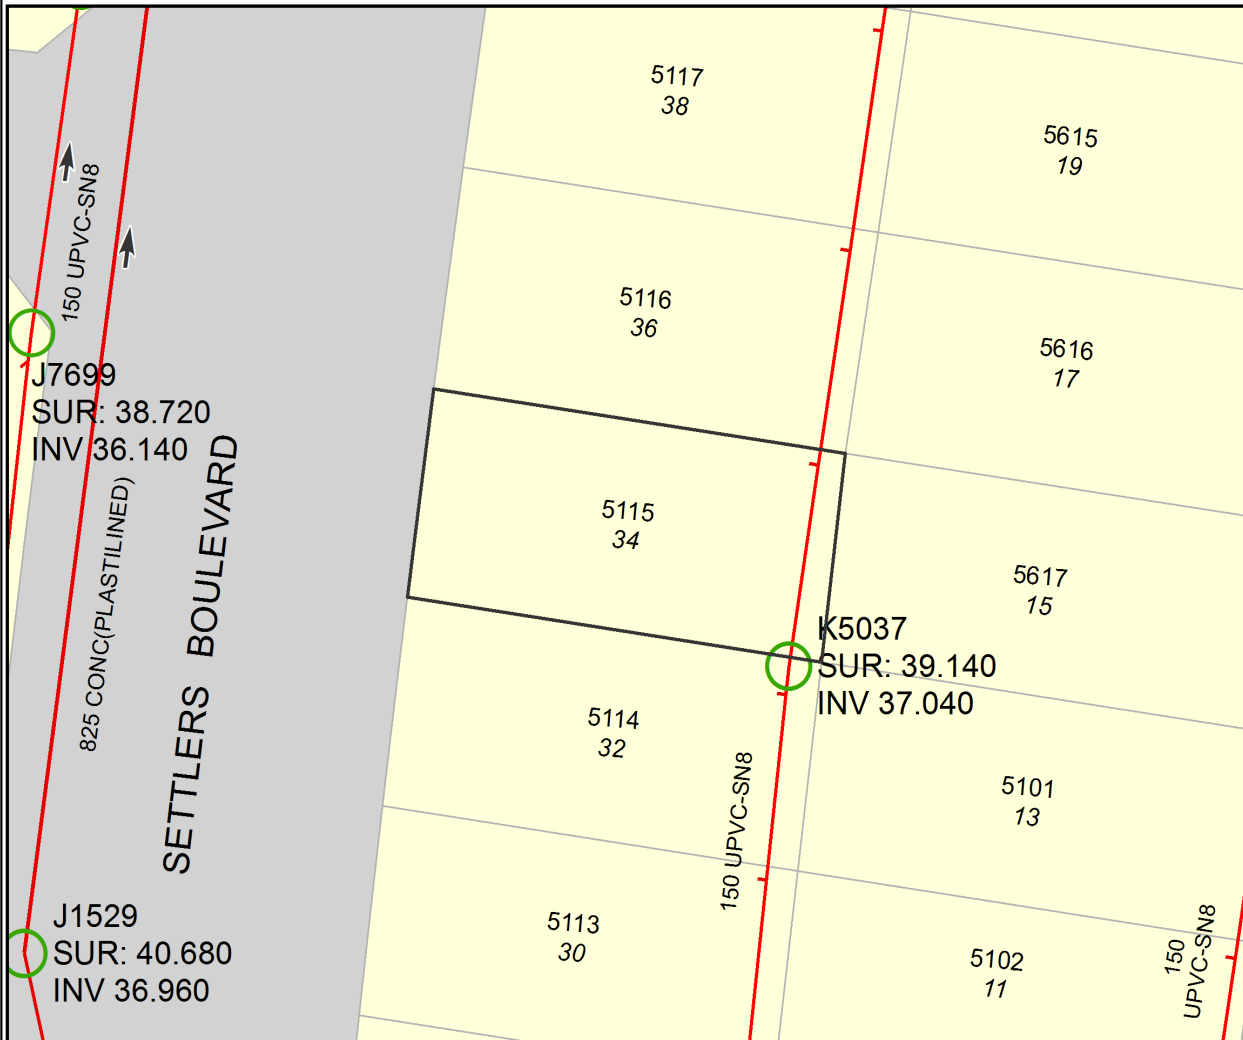 5117
38
5615
19
150 UPVC-SN8
5116
36
5616
17
J7699
SUR: 38.720
INV 36.140
825 CONC(PLASTILINED)
SETTLERS BOULEVARD
5115
34
5617
15
K5037
SUR: 39.140
INV 37.040
5114
32
150 UPVC-SN8
5101
13
J1529
SUR: 40.680
INV 36.960
5113
30
5102
11
150
UPVC-SN8